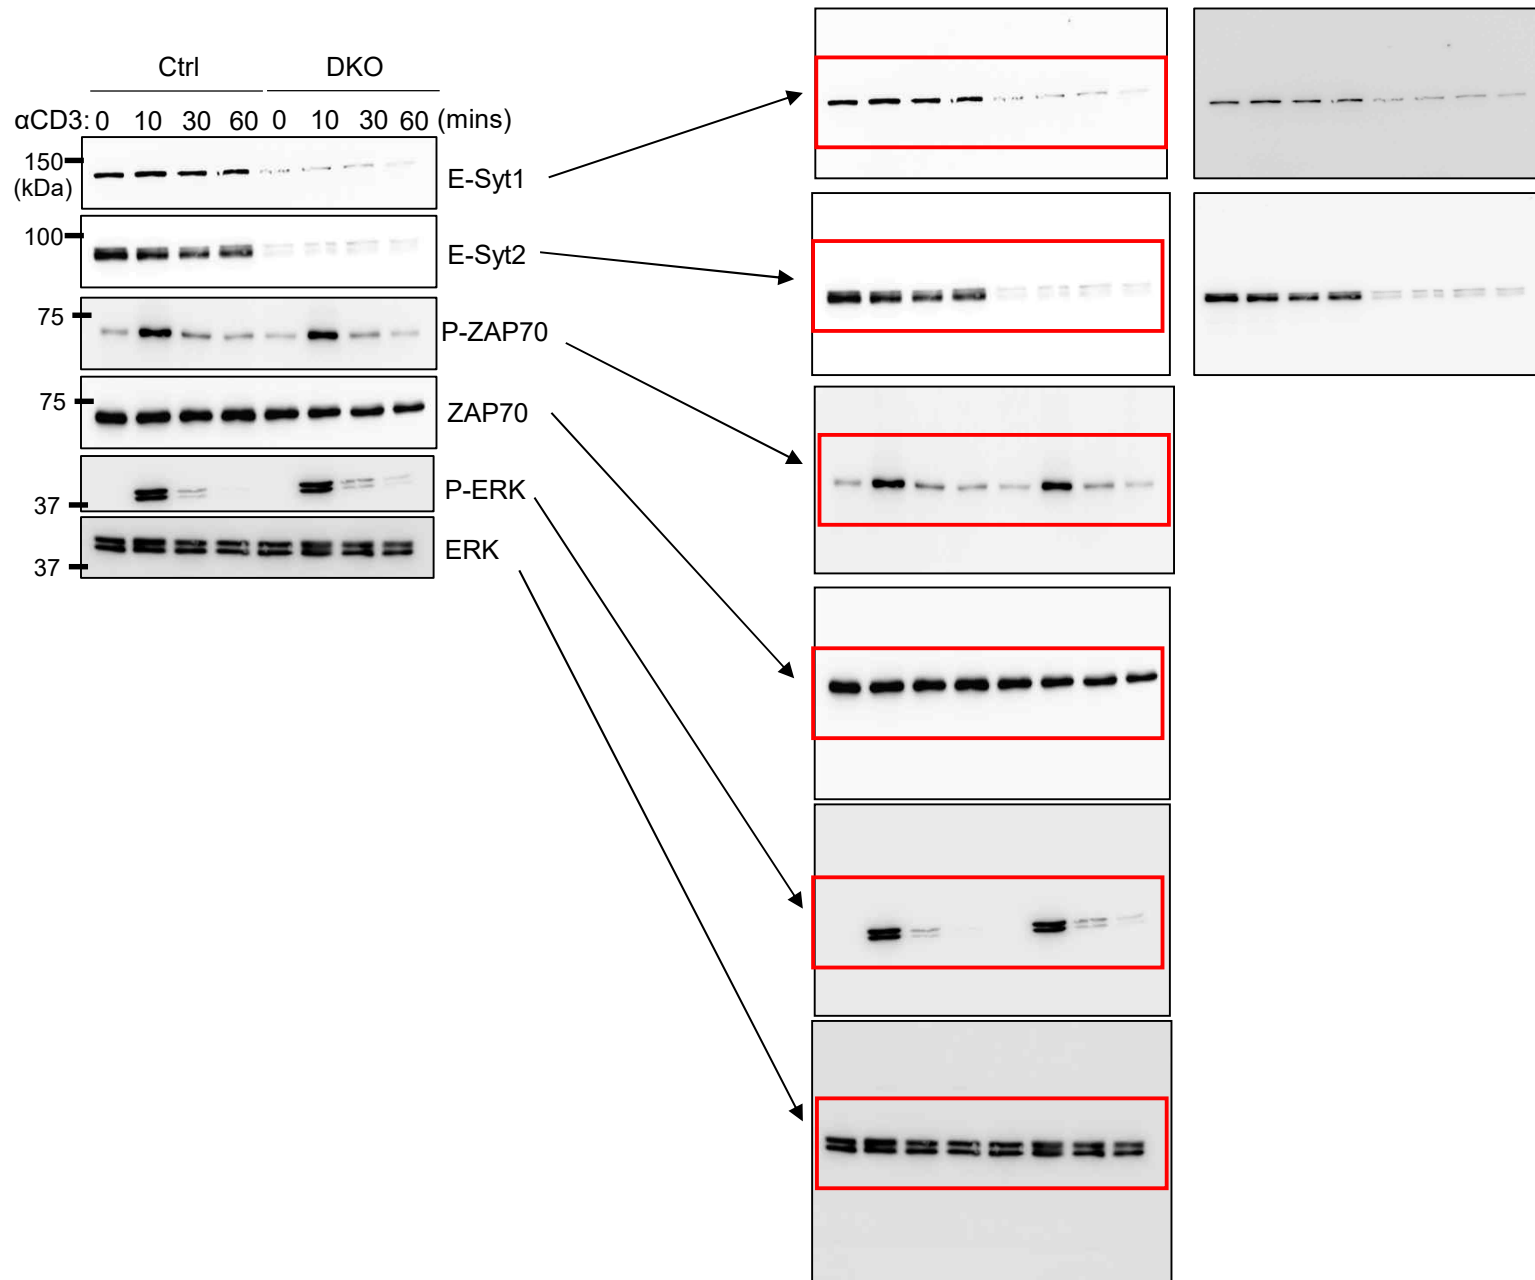 Ctrl DKO
αCD3: 0 10 30 60 0 10 30 60 (mins)
150
(kDa)
E-Syt1
100
E-Syt2
75
P-ZAP70
75
ZAP70
P-ERK
37
ERK
37